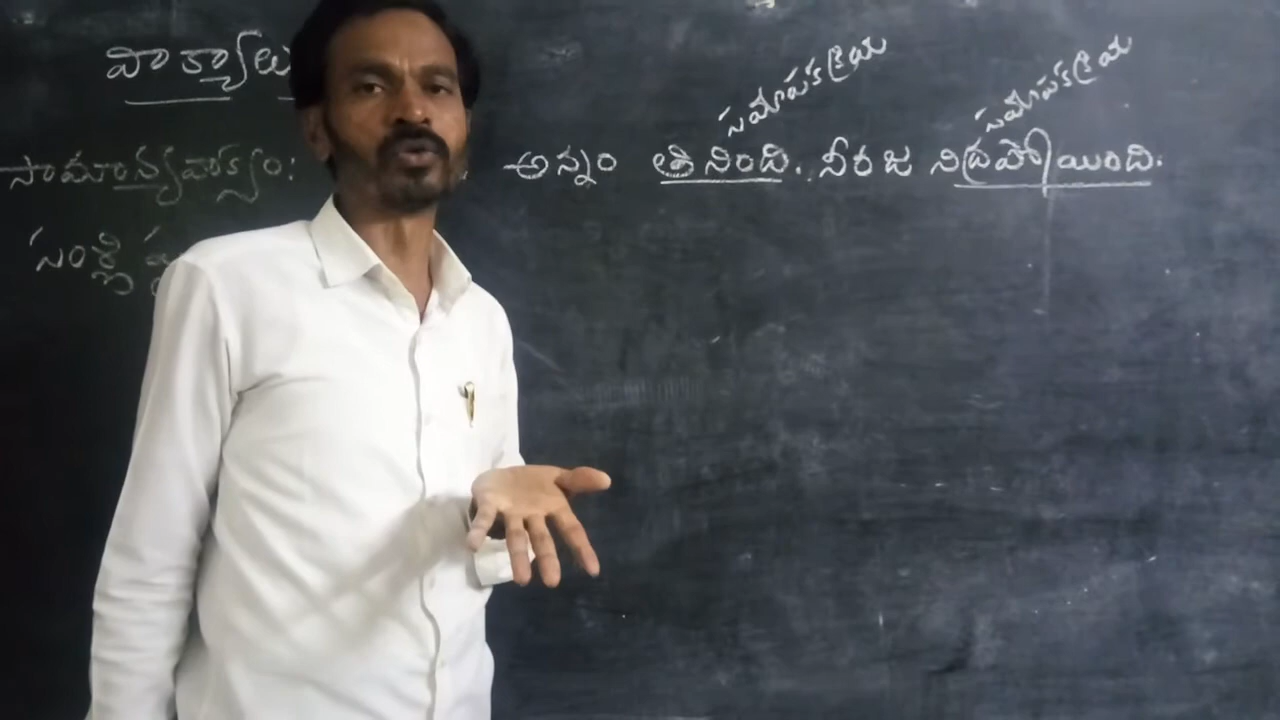 వాక్యాలు
సమాపకక్రియ సమాపకక్రియ
సామాన్యవాక్యం: అన్నం తినింది. నీరజ నిద్రపోయింది.